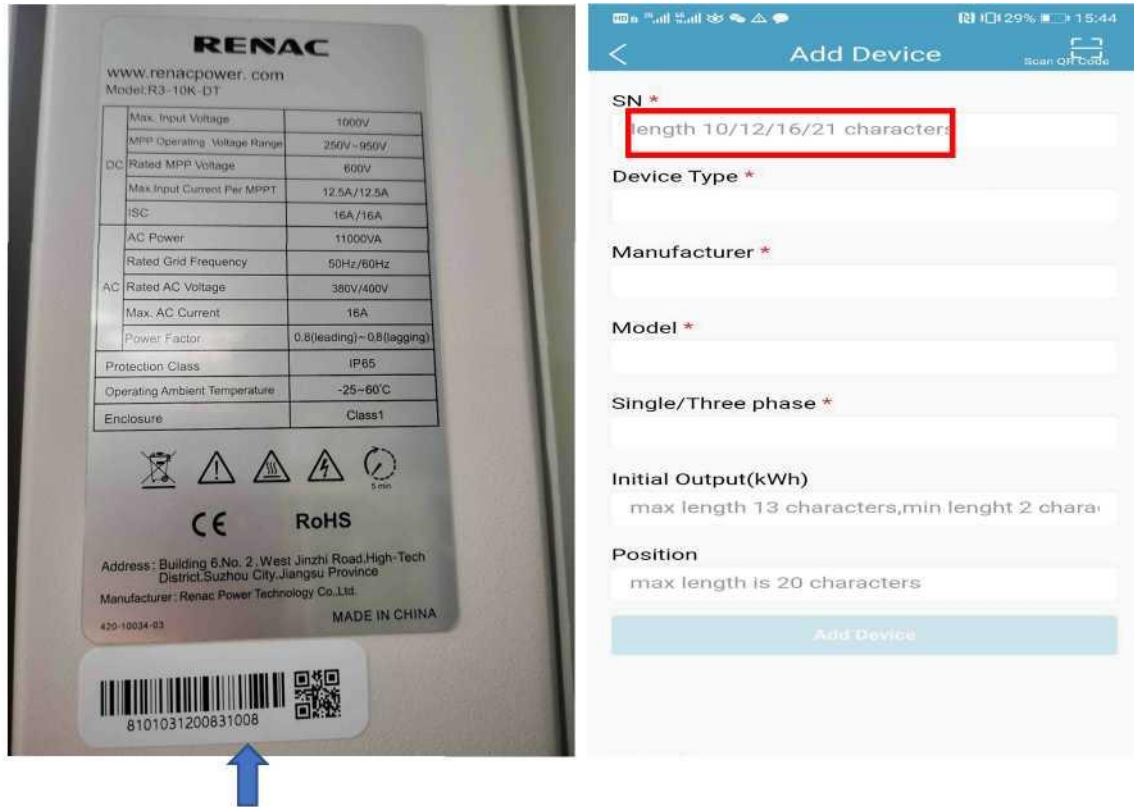 RENAC
www.renacpower. com
Model:R3-10K-DT
DC
Max. Input Voltage 1000V
MPP Operating Voltage Range 250V~950V
Rated MPP Voltage 600V
Max.Input Current Per MPPT 12.5A/12.5A
ISC 16A/16A
AC
AC Power 11000VA
Rated Grid Frequency 50Hz/60Hz
Rated AC Voltage 380V/400V
Max. AC Current 16A
Power Factor 0.8(leading)~0.8(lagging)
Protection Class IP65
Operating Ambient Temperature -25~60°C
Enclosure Class1
5 min
CE RoHS
Address: Building 6.No. 2 ,West Jinzhi Road,High-Tech
District.Suzhou City.Jiangsu Province
Manufacturer: Renac Power Technology Co.,Ltd.
MADE IN CHINA
420-10034-03
8101031200831008
29% 15:44
Add Device
Scan QR Code
SN *
length 10/12/16/21 characters
Device Type *
Manufacturer *
Model *
Single/Three phase *
Initial Output(kWh)
max length 13 characters,min lenght 2 chara
Position
max length is 20 characters
Add Device